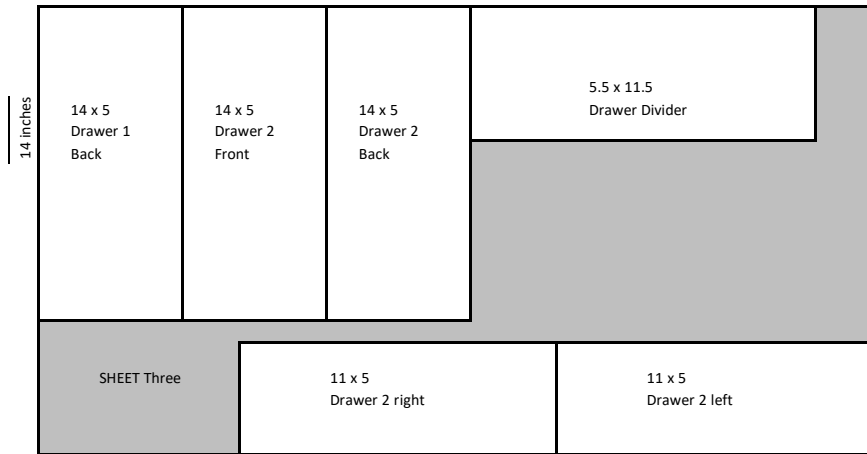 14 inches
14 x 5
Drawer 1
Back
14 x 5
Drawer 2
Front
14 x 5
Drawer 2
Back
5.5 x 11.5
Drawer Divider
SHEET Three
11 x 5
Drawer 2 right
11 x 5
Drawer 2 left